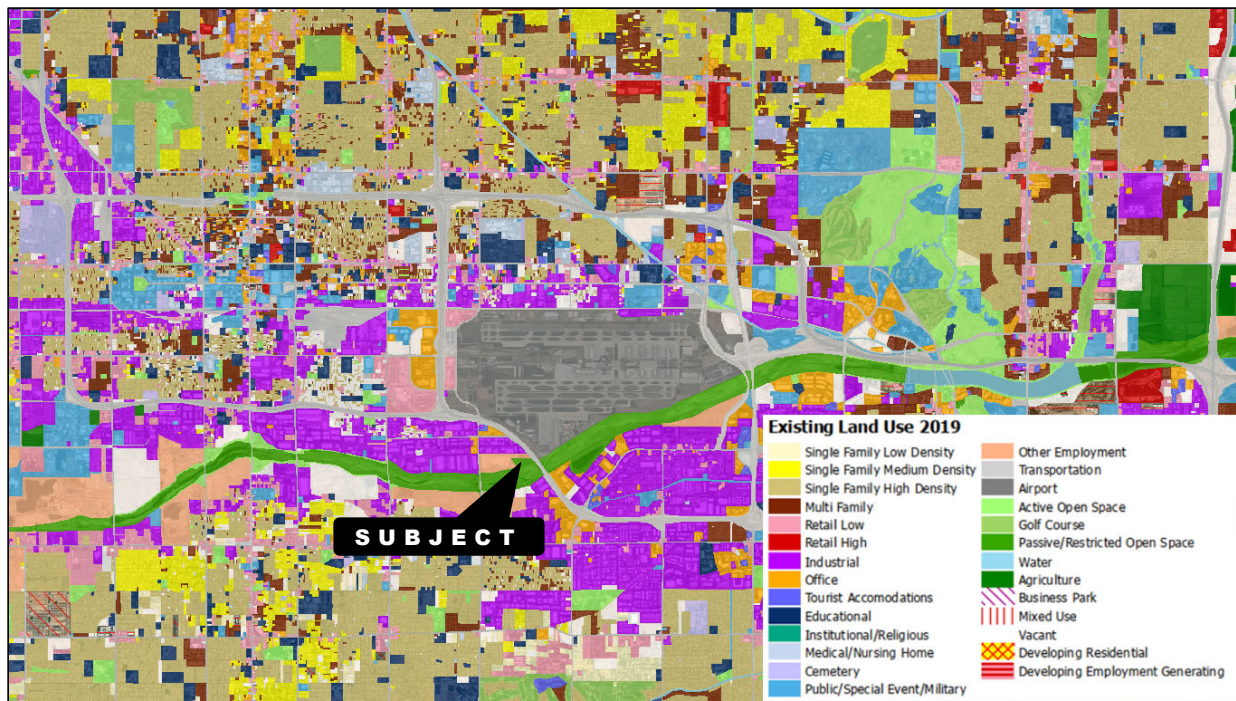 SUBJECT
Existing Land Use 2019
Single Family Low Density
Single Family Medium Density
Single Family High Density
Multi Family
Retail Low
Retail High
Industrial
Office
Tourist Accomodations
Educational
Institutional/Religious
Medical/Nursing Home
Cemetery
Public/Special Event/Military
Other Employment
Transportation
Airport
Active Open Space
Golf Course
Passive/Restricted Open Space
Water
Agriculture
Business Park
Mixed Use
Vacant
Developing Residential
Developing Employment Generating